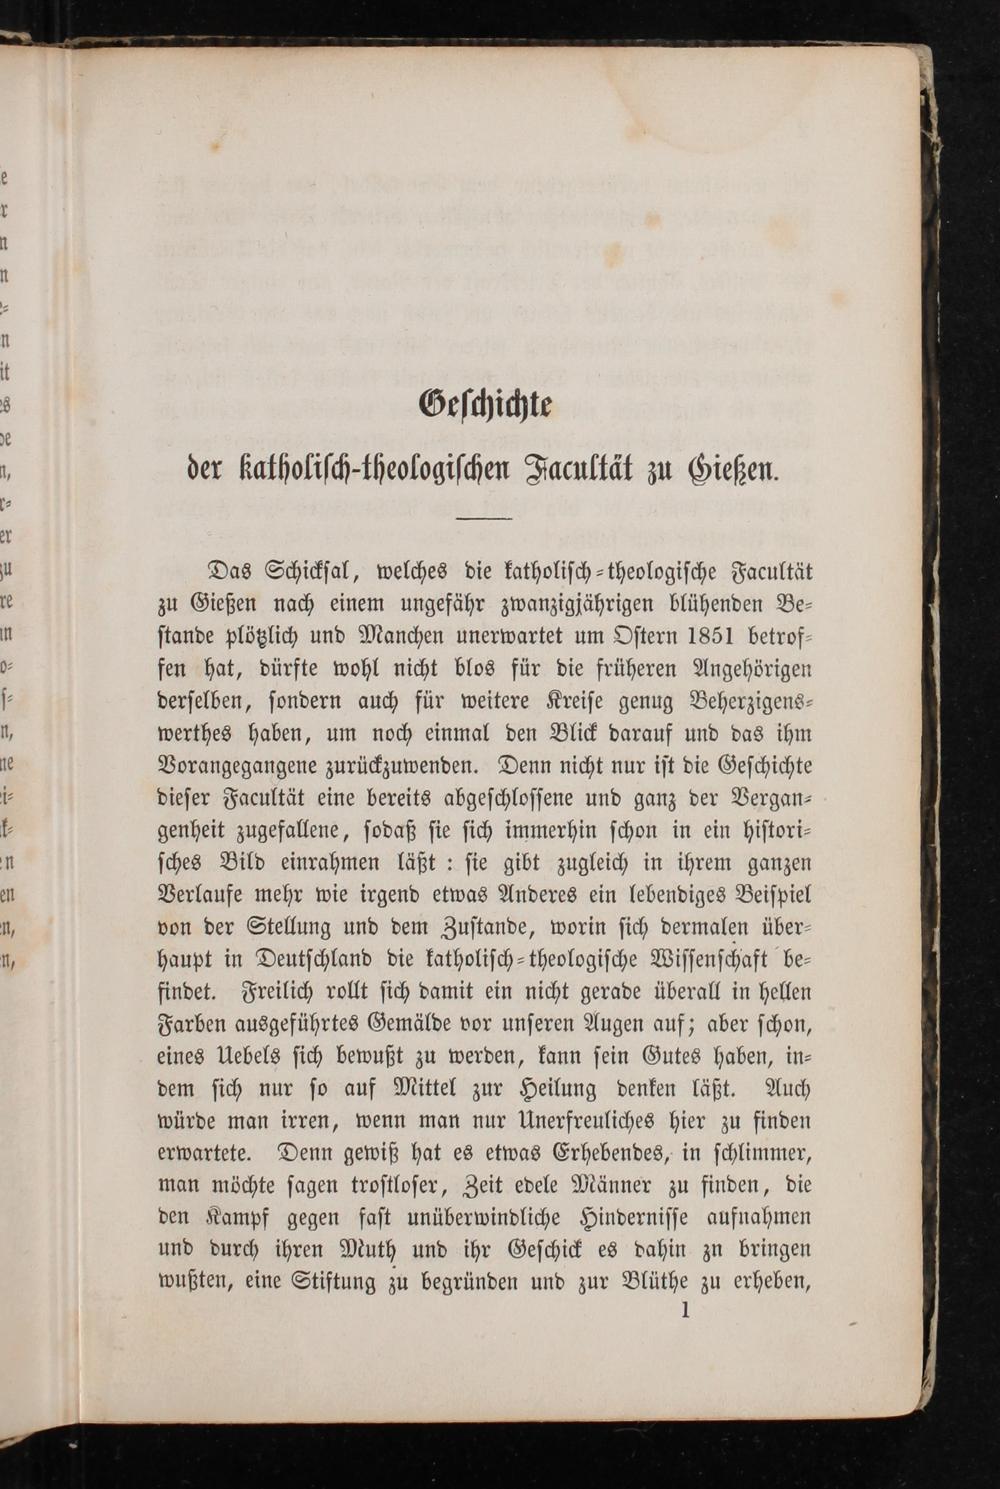 Geschichte
der katholisch-theologischen Facultät zu Gießen.
Das Schicksal, welches die katholisch-theologische Facultät
zu Gießen nach einem ungefähr zwanzigjährigen blühenden Be-
stande plötzlich und Manchen unerwartet um Ostern 1851 betrof-
fen hat, dürfte wohl nicht blos für die früheren Angehörigen
derselben, sondern auch für weitere Kreise genug Beherzigens-
werthes haben, um noch einmal den Blick darauf und das ihm
Vorangegangene zurückzuwenden. Denn nicht nur ist die Geschichte
dieser Facultät eine bereits abgeschlossene und ganz der Vergan-
genheit zugefallene, sodaß sie sich immerhin schon in ein histori-
sches Bild einrahmen läßt : sie gibt zugleich in ihrem ganzen
Verlaufe mehr wie irgend etwas Anderes ein lebendiges Beispiel
von der Stellung und dem Zustande, worin sich dermalen über-
haupt in Deutschland die katholisch-theologische Wissenschaft be-
findet. Freilich rollt sich damit ein nicht gerade überall in hellen
Farben ausgeführtes Gemälde vor unseren Augen auf; aber schon,
eines Uebels sich bewußt zu werden, kann sein Gutes haben, in-
dem sich nur so auf Mittel zur Heilung denken läßt. Auch
würde man irren, wenn man nur Unerfreuliches hier zu finden
erwartete. Denn gewiß hat es etwas Erhebendes, in schlimmer,
man möchte sagen trostloser, Zeit edele Männer zu finden, die
den Kampf gegen fast unüberwindliche Hindernisse aufnahmen
und durch ihren Muth und ihr Geschick es dahin zn bringen
wußten, eine Stiftung zu begründen und zur Blüthe zu erheben,
1